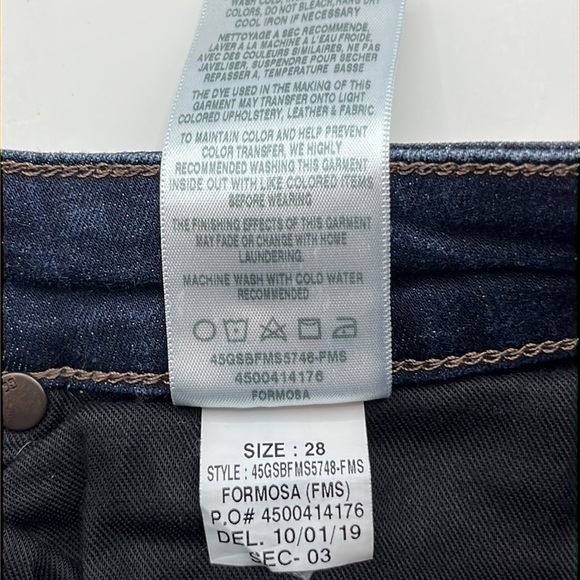 WASH COLD, HANG DRY
COLORS, DO NOT BLEACH, HANG DRY
COOL IRON IF NECESSARY
NETTOYAGE A SEC RECOMMENDE,
LAVER A LA MACHINE A L'EAU FROIDE,
AVEC DES COULEURS SIMILAIRES, NE PAS
JAVELISER, SUSPENDRE POUR SECHER
REPASSER A, TEMPERATURE BASSE
THE DYE USED IN THE MAKING OF THIS
GARMENT MAY TRANSFER ONTO LIGHT
COLORED UPHOLSTERY, LEATHER & FABRIC
TO MAINTAIN COLOR AND HELP PREVENT
COLOR TRANSFER, WE HIGHLY
RECOMMENDED WASHING THIS GARMENT
INSIDE OUT WITH LIKE COLORED ITEMS
BEFORE WEARING
THE FINISHING EFFECTS OF THIS GARMENT
MAY FADE OR CHANGE WITH HOME
LAUNDERING.
MACHINE WASH WITH COLD WATER
RECOMMENDED
45GSBFMS5748-FMS
4500414176
FORMOSA
SIZE : 28
STYLE : 45GSBFMS5748-FMS
FORMOSA (FMS)
P.O# 4500414176
DEL. 10/01/19
SEC- 03